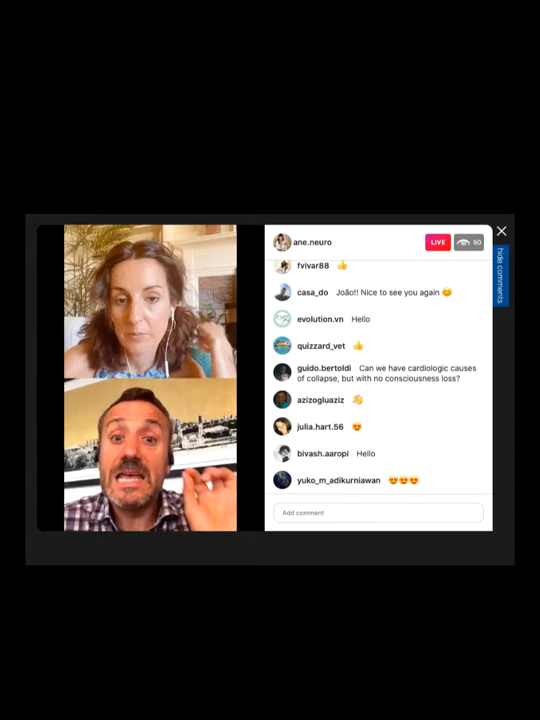 ane.neuro
LIVE
50
hide comments
fvivar88 👍
casa_do João!! Nice to see you again 😊
evolution.vn Hello
quizzard_vet 👍
guido.bertoldi Can we have cardiologic causes
of collapse, but with no consciousness loss?
azizogluaziz 👋
julia.hart.56 😍
bivash.aaropi Hello
yuko_m_adikurniawan 😍😍😍
Add comment